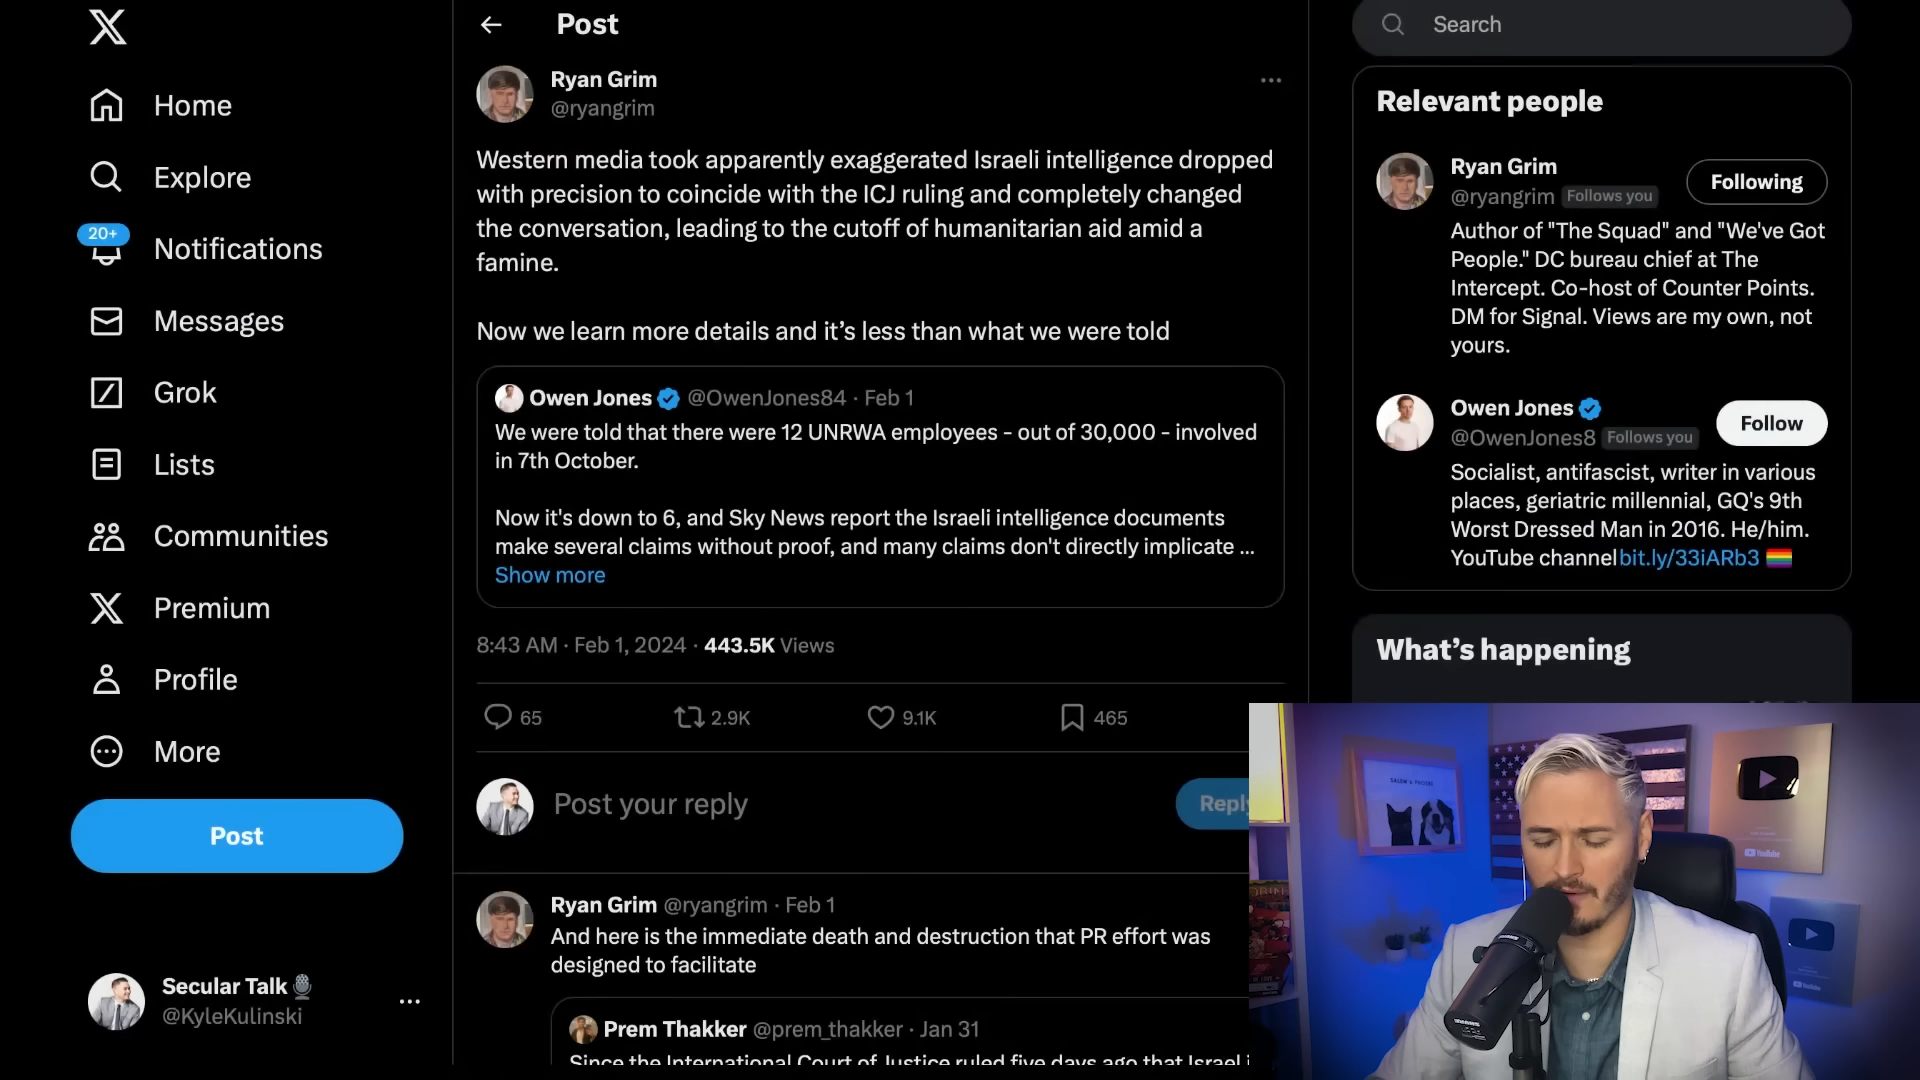 Home
Explore
20+
Notifications
Messages
Grok
Lists
Communities
Premium
Profile
More
Post
Secular Talk
@KyleKulinski
Post
Ryan Grim
@ryangrim
Western media took apparently exaggerated Israeli intelligence dropped
with precision to coincide with the ICJ ruling and completely changed
the conversation, leading to the cutoff of humanitarian aid amid a
famine.
Now we learn more details and it’s less than what we were told
Owen Jones @OwenJones84 · Feb 1
We were told that there were 12 UNRWA employees - out of 30,000 - involved
in 7th October.
Now it's down to 6, and Sky News report the Israeli intelligence documents
make several claims without proof, and many claims don't directly implicate ...
Show more
8:43 AM · Feb 1, 2024 · 443.5K Views
65
2.9K
9.1K
465
Post your reply
Reply
Ryan Grim @ryangrim · Feb 1
And here is the immediate death and destruction that PR effort was
designed to facilitate
Prem Thakker @prem_thakker · Jan 31
Since the International Court of Justice ruled five days ago that Israel i
Search
Relevant people
Ryan Grim
@ryangrim Follows you
Following
Author of "The Squad" and "We've Got
People." DC bureau chief at The
Intercept. Co-host of Counter Points.
DM for Signal. Views are my own, not
yours.
Owen Jones
@OwenJones8 Follows you
Follow
Socialist, antifascist, writer in various
places, geriatric millennial, GQ's 9th
Worst Dressed Man in 2016. He/him.
YouTube channel bit.ly/33iARb3
What’s happening
SALEM & PHOEBE
YouTube
YouTube